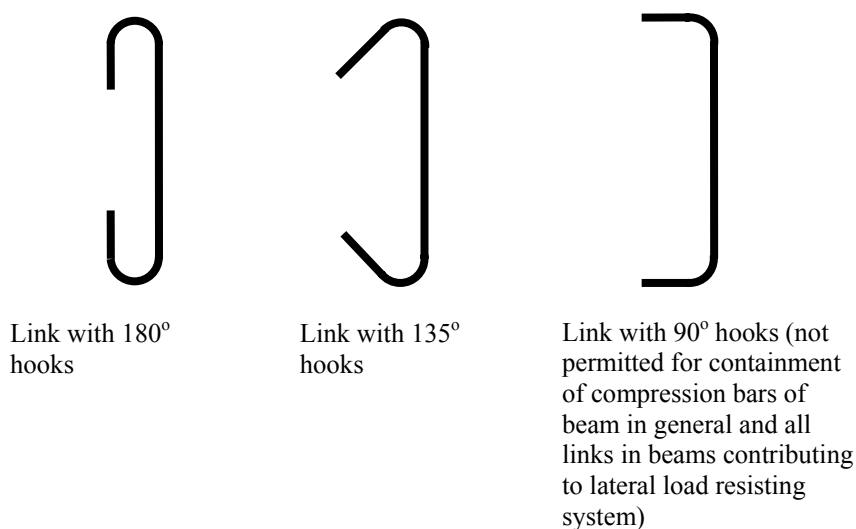 Link with 180° hooks
Link with 135° hooks
Link with 90° hooks (not permitted for containment of compression bars of beam in general and all links in beams contributing to lateral load resisting system)